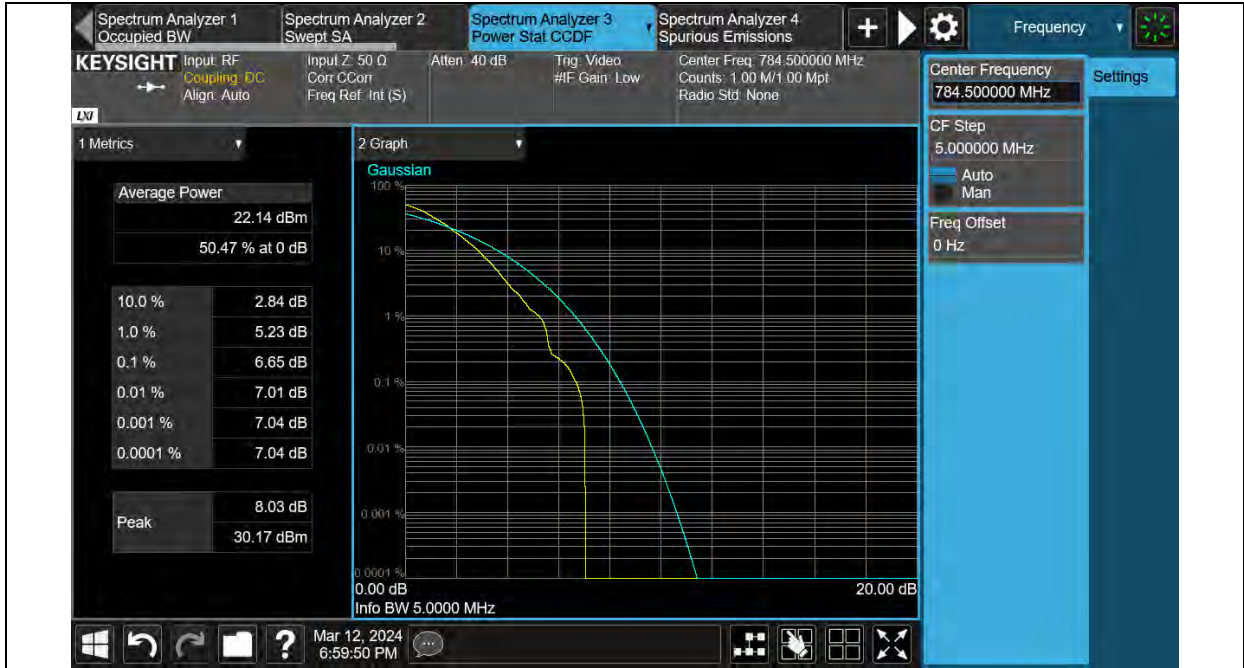 Spectrum Analyzer 1
Occupied BW
Spectrum Analyzer 2
Swept SA
Spectrum Analyzer 3
Power Stat CCDF
Spectrum Analyzer 4
Spurious Emissions
Frequency
KEYSIGHT
LXI
Input: RF
Coupling: DC
Align: Auto
Input Z: 50 Ω
Corr CCorr
Freq Ref: Int (S)
Atten: 40 dB
Trig: Video
#IF Gain: Low
Center Freq: 784.500000 MHz
Counts: 1.00 M/1.00 Mpt
Radio Std: None
Center Frequency
784.500000 MHz
Settings
CF Step
5.000000 MHz
Auto
Man
Freq Offset
0 Hz
1 Metrics
Average Power
22.14 dBm
50.47 % at 0 dB
10.0 % 2.84 dB
1.0 % 5.23 dB
0.1 % 6.65 dB
0.01 % 7.01 dB
0.001 % 7.04 dB
0.0001 % 7.04 dB
Peak
8.03 dB
30.17 dBm
2 Graph
Gaussian
100 %
10 %
1 %
0.1 %
0.01 %
0.001 %
0.0001 %
0.00 dB 20.00 dB
Info BW 5.0000 MHz
?
Mar 12, 2024
6:59:50 PM